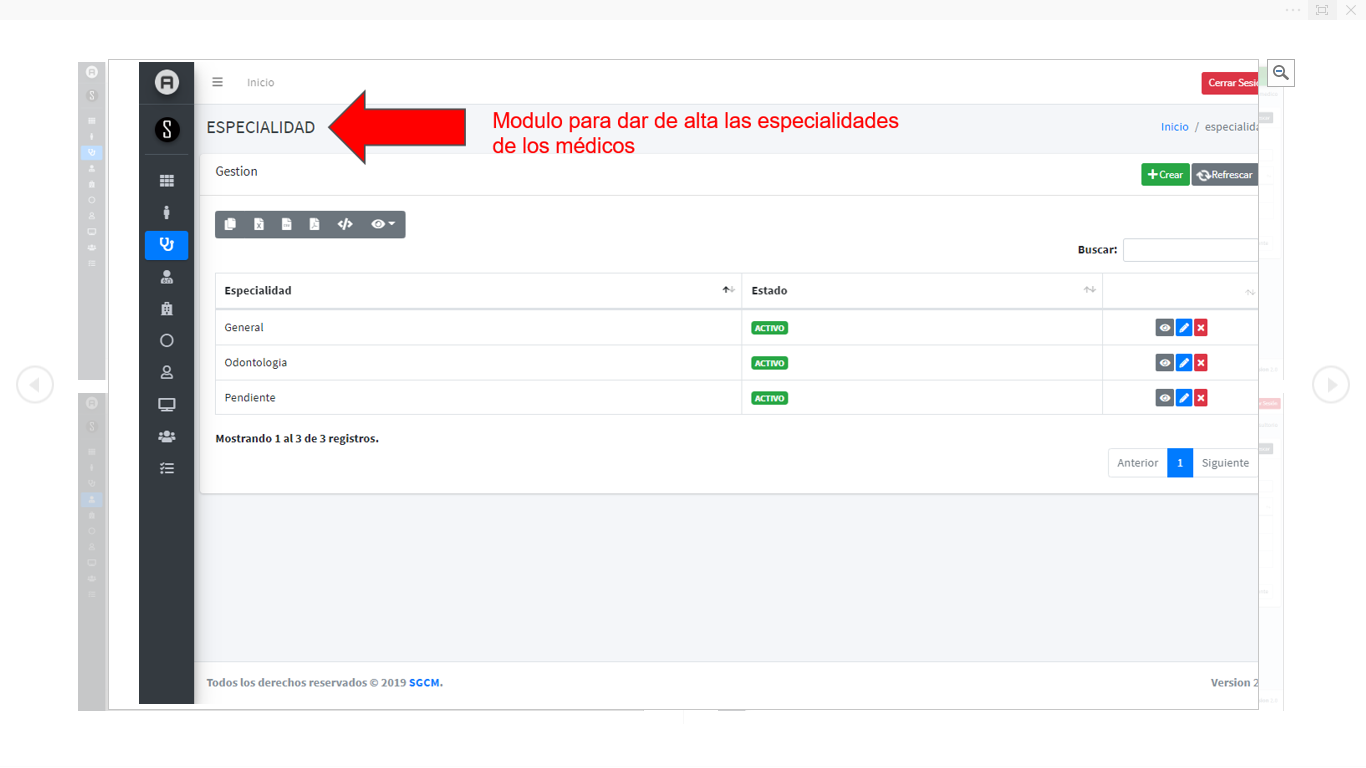 Inicio
Cerrar Sesi
ESPECIALIDAD
Modulo para dar de alta las especialidades
de los médicos
Inicio / especialida
Gestion
Crear
Refrescar
Buscar:
Especialidad
Estado
General
ACTIVO
Odontologia
ACTIVO
Pendiente
ACTIVO
Mostrando 1 al 3 de 3 registros.
Anterior
1
Siguiente
Todos los derechos reservados © 2019 SGCM.
Version 2